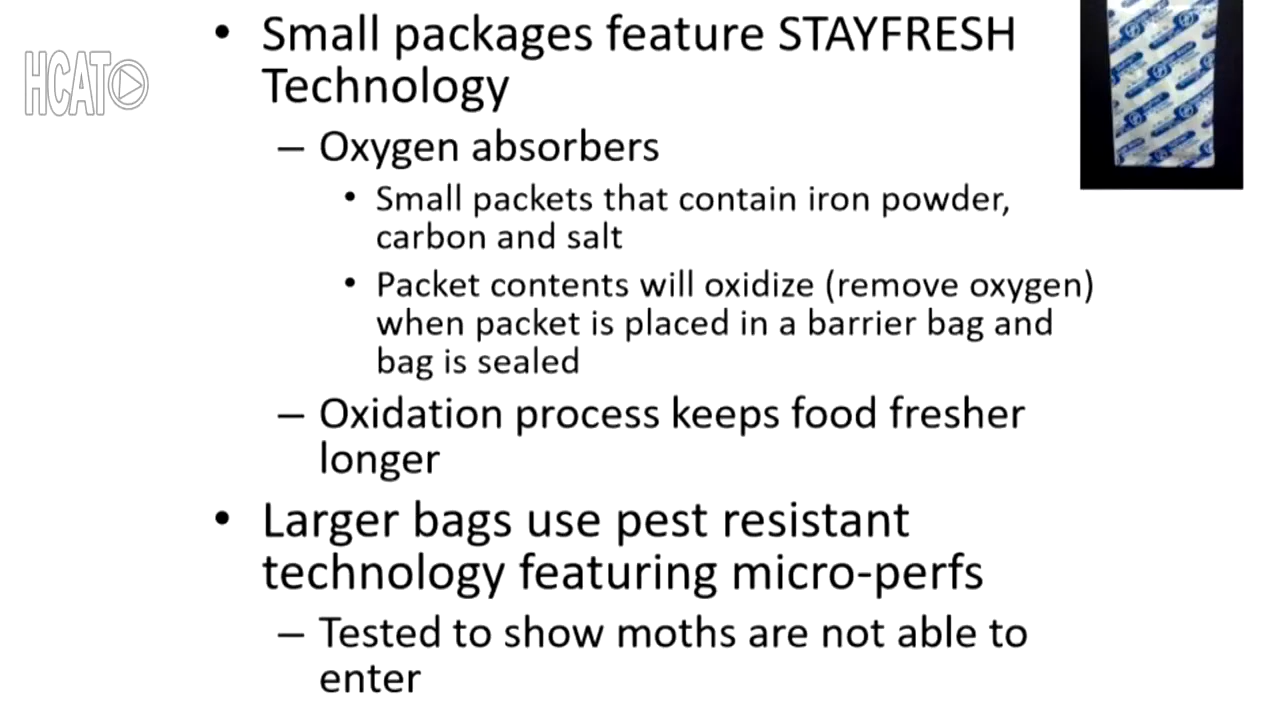 • Small packages feature STAYFRESH
Technology
HCAT
– Oxygen absorbers
• Small packets that contain iron powder,
carbon and salt
• Packet contents will oxidize (remove oxygen)
when packet is placed in a barrier bag and
bag is sealed
– Oxidation process keeps food fresher
longer
• Larger bags use pest resistant
technology featuring micro-perfs
– Tested to show moths are not able to
enter